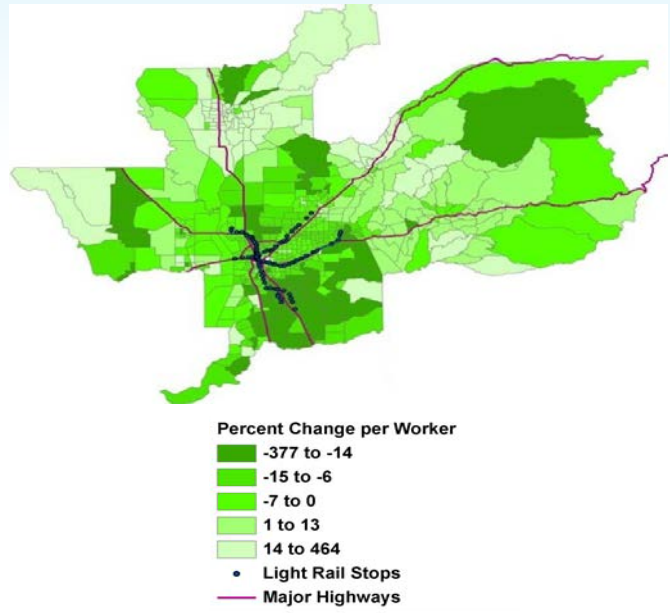 Percent Change per Worker
-377 to -14
-15 to -6
-7 to 0
1 to 13
14 to 464
Light Rail Stops
Major Highways